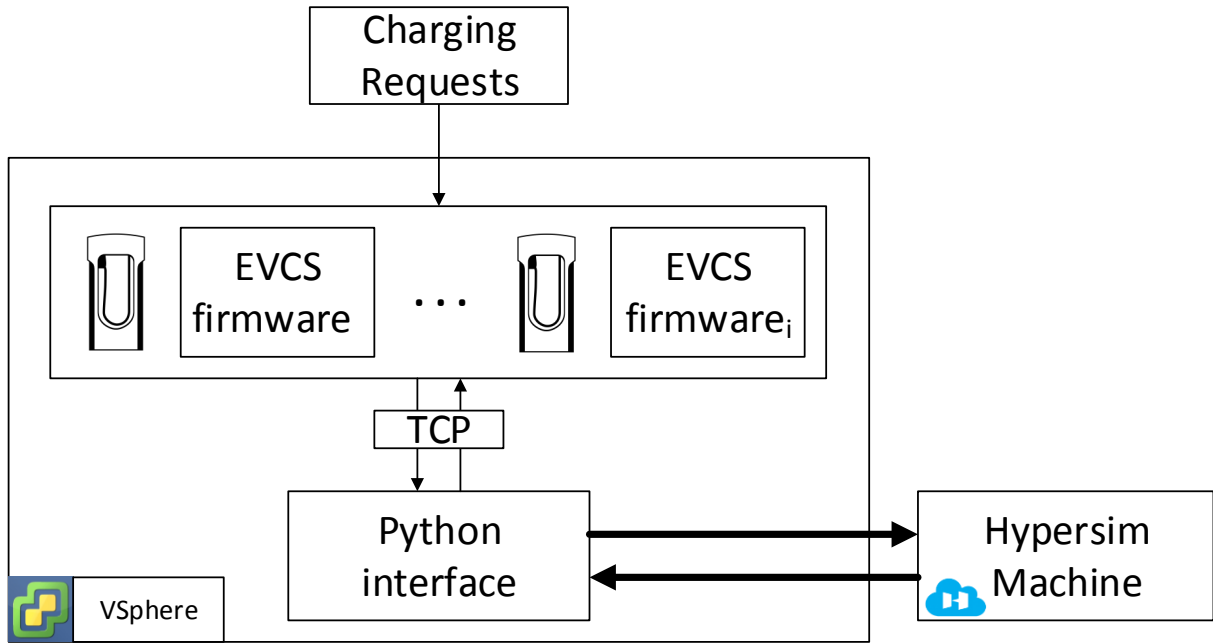 Charging
Requests
EVCS
firmware
...
EVCS
firmwareᵢ
TCP
Python
interface
Hypersim
Machine
VSphere
H